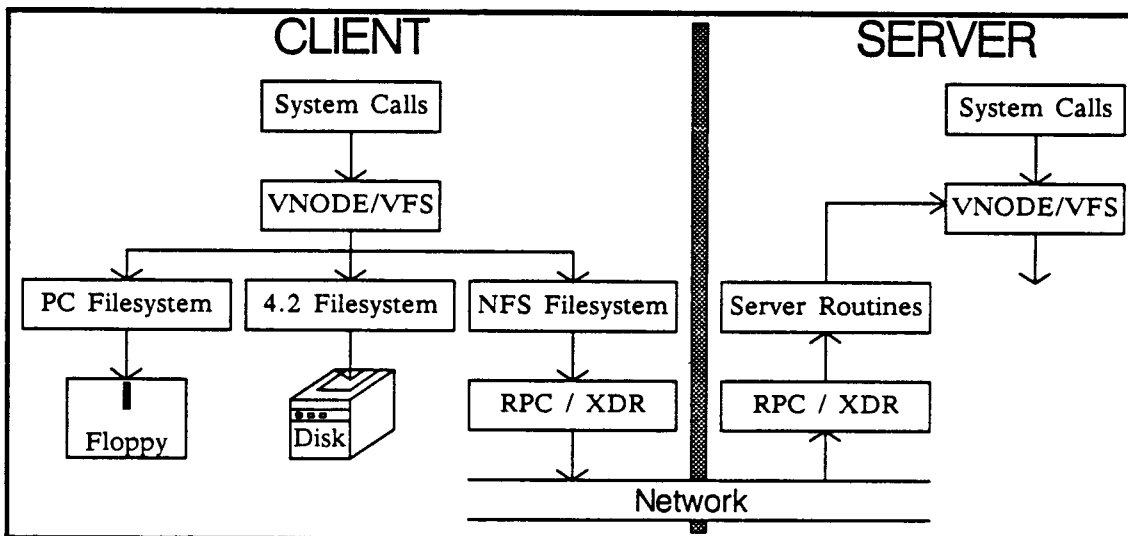 CLIENT
SERVER
System Calls
System Calls
VNODE/VFS
VNODE/VFS
PC Filesystem
4.2 Filesystem
NFS Filesystem
Server Routines
Floppy
Disk
RPC / XDR
RPC / XDR
Network